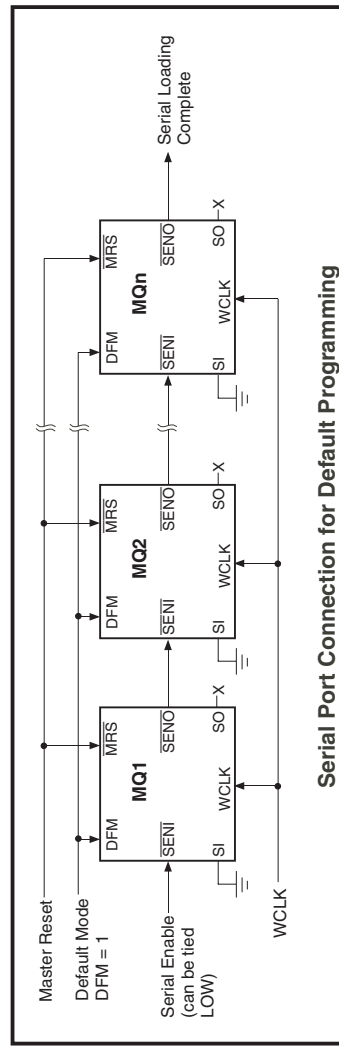 Master Reset
Default Mode
DFM = 1
DFM
MRS
MQ1
SENI
SENO
SI
WCLK
SO
X
DFM
MRS
MQ2
SENI
SENO
SI
WCLK
SO
X
DFM
MRS
MQn
SENI
SENO
SI
WCLK
SO
X
Serial Enable
(can be tied
LOW)
Serial Loading
Complete
WCLK
Serial Port Connection for Default Programming